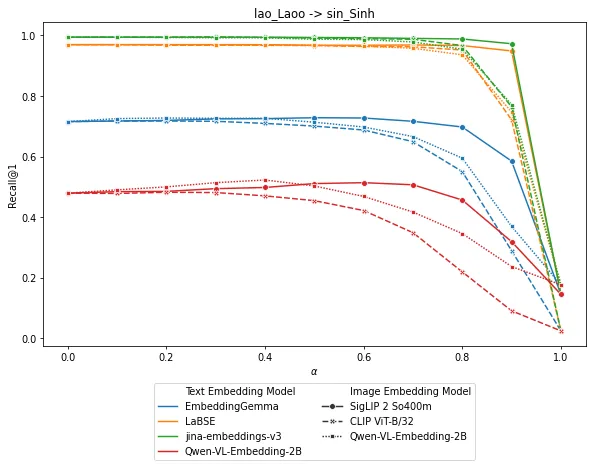 lao_Laoo -> sin_Sinh
Recall@1
1.0
0.8
0.6
0.4
0.2
0.0
0.0 0.2 0.4 0.6 0.8 1.0
α
Text Embedding Model Image Embedding Model
EmbeddingGemma SigLIP 2 So400m
LaBSE CLIP ViT-B/32
jina-embeddings-v3 Qwen-VL-Embedding-2B
Qwen-VL-Embedding-2B